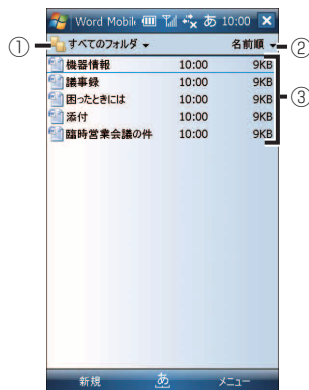 Word Mobile あ 10:00
① すべてのフォルダ 名前順 ②
機器情報 10:00 9KB
議事録 10:00 9KB
困ったときには 10:00 9KB
添付 10:00 9KB
臨時営業会議の件 10:00 9KB
③
新規 あ メニュー